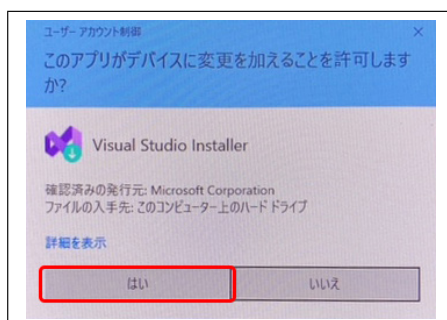 ユーザー アカウント制御
このアプリがデバイスに変更を加えることを許可します
か?
Visual Studio Installer
確認済みの発行元: Microsoft Corporation
ファイルの入手先: このコンピューター上のハード ドライブ
詳細を表示
はい
いいえ